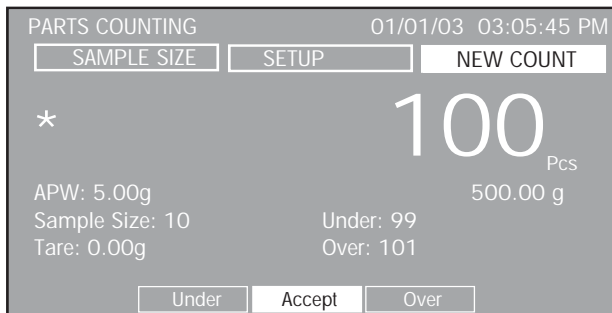 PARTS COUNTING 01/01/03 03:05:45 PM
SAMPLE SIZE SETUP NEW COUNT
* 100 Pcs
APW: 5.00g 500.00 g
Sample Size: 10 Under: 99
Tare: 0.00g Over: 101
Under Accept Over